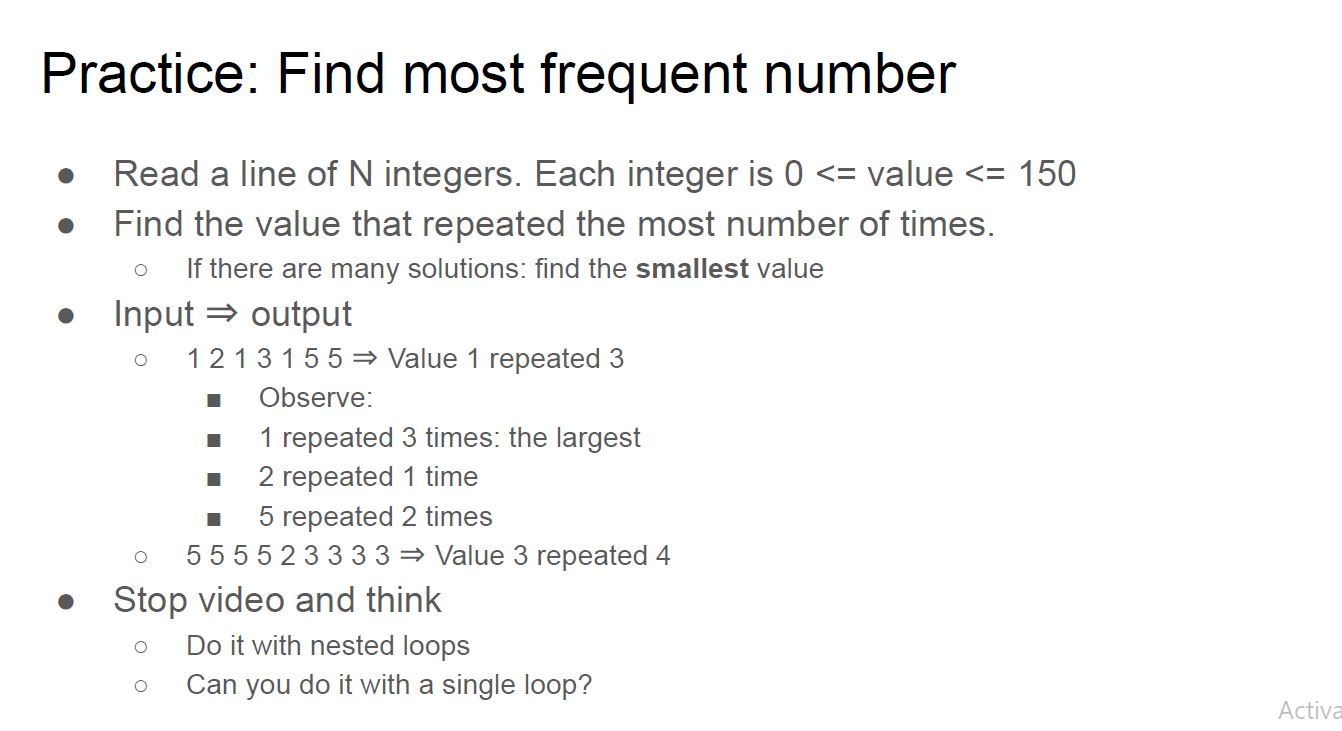 Practice: Find most frequent number
● Read a line of N integers. Each integer is 0 <= value <= 150
● Find the value that repeated the most number of times.
○ If there are many solutions: find the smallest value
● Input ⇒ output
○ 1 2 1 3 1 5 5 ⇒ Value 1 repeated 3
■ Observe:
■ 1 repeated 3 times: the largest
■ 2 repeated 1 time
■ 5 repeated 2 times
○ 5 5 5 5 2 3 3 3 3 ⇒ Value 3 repeated 4
● Stop video and think
○ Do it with nested loops
○ Can you do it with a single loop?
Activa